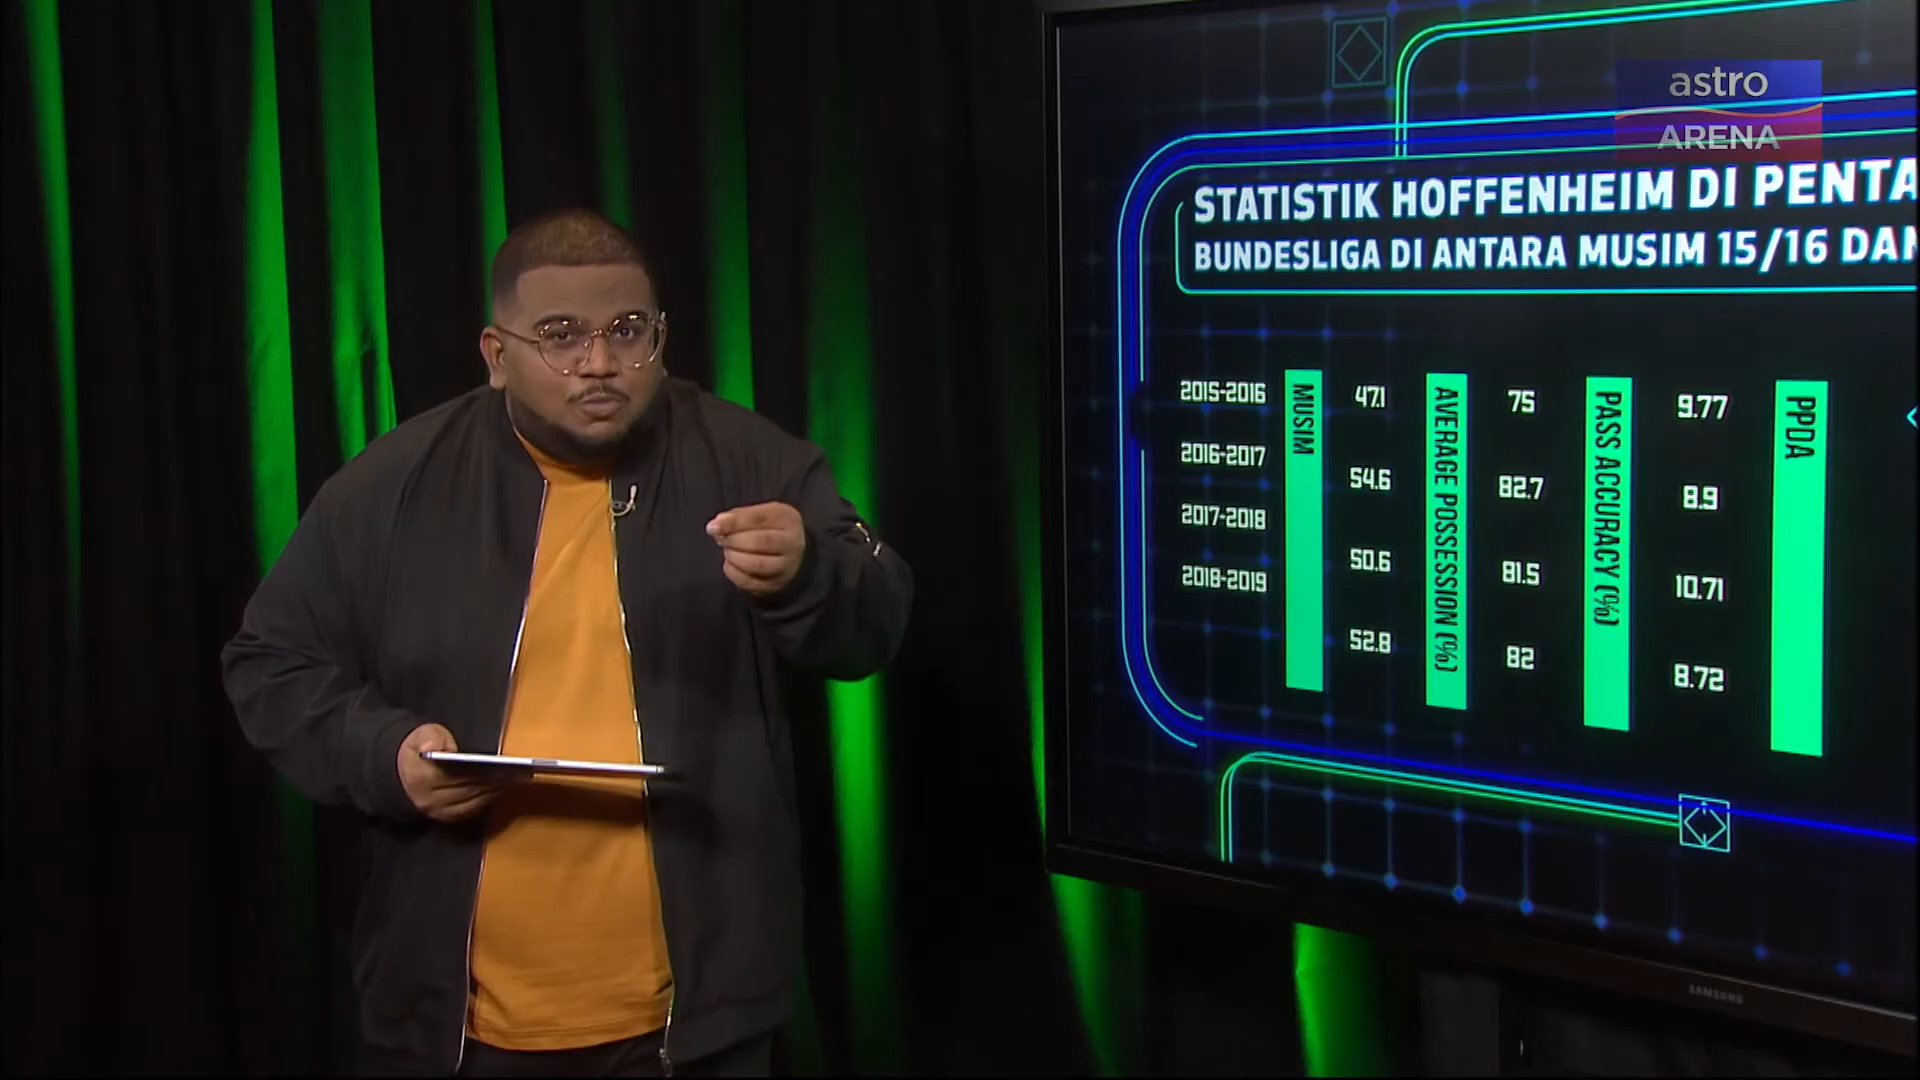 astro
ARENA
STATISTIK HOFFENHEIM DI PENTA
BUNDESLIGA DI ANTARA MUSIM 15/16 DAN
MUSIM
2015-2016
2016-2017
2017-2018
2018-2019
AVERAGE POSSESSION (%)
47.1
54.6
50.6
52.8
PASS ACCURACY (%)
75
82.7
81.5
82
PPDA
9.77
8.9
10.71
8.72
SAMSUNG